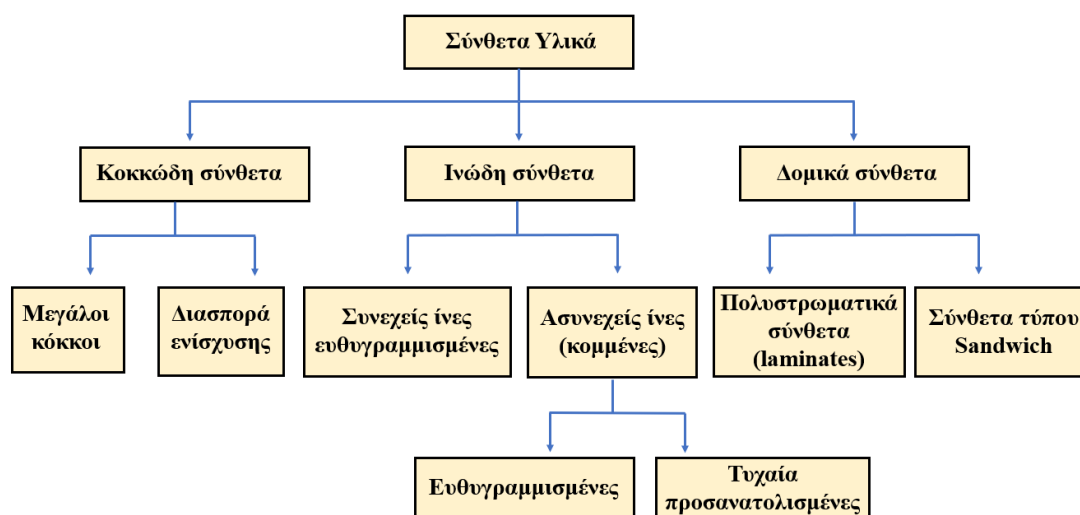 Σύνθετα Υλικά
Κοκκώδη σύνθετα
Ινώδη σύνθετα
Δομικά σύνθετα
Μεγάλοι
κόκκοι
Διασπορά
ενίσχυσης
Συνεχείς ίνες
ευθυγραμμισμένες
Ασυνεχείς ίνες
(κομμένες)
Πολυστρωματικά
σύνθετα
(laminates)
Σύνθετα τύπου
Sandwich
Ευθυγραμμισμένες
Τυχαία
προσανατολισμένες